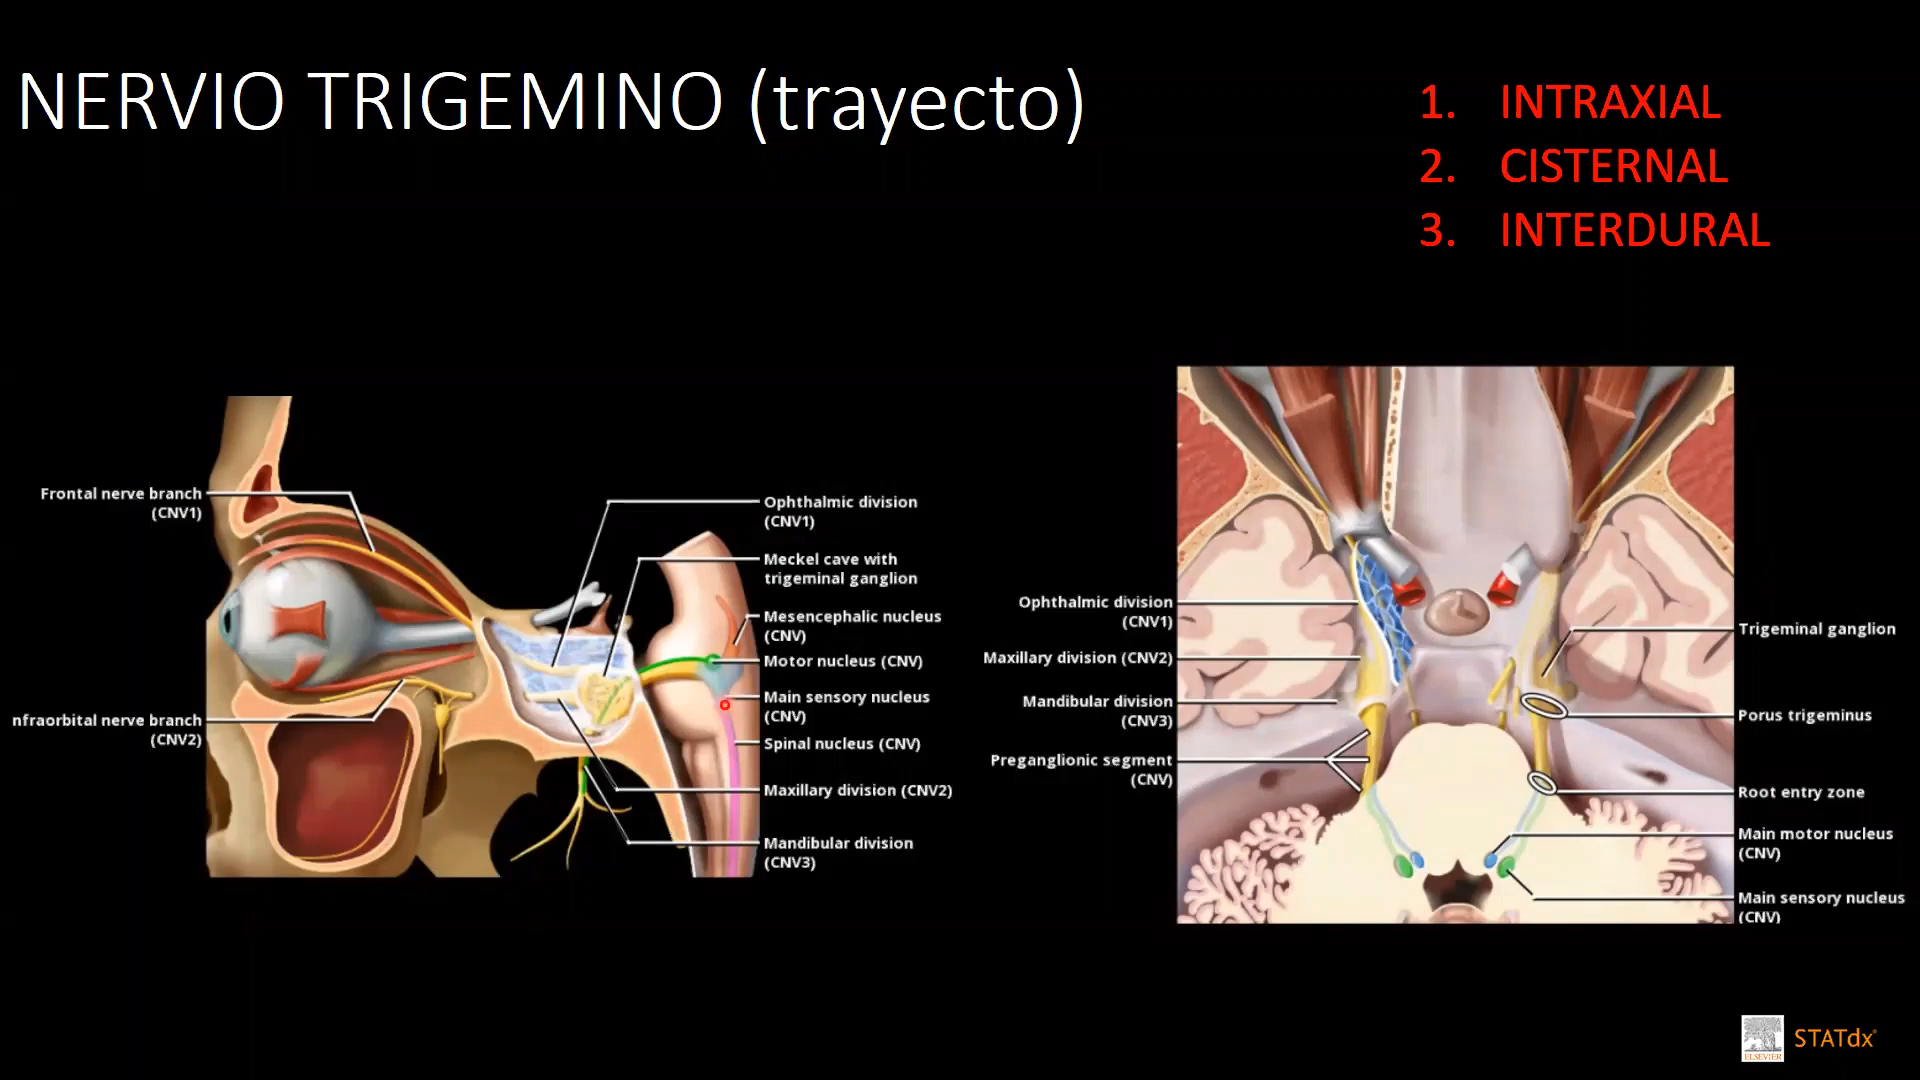 NERVIO TRIGEMINO (trayecto)
1. INTRAXIAL
2. CISTERNAL
3. INTERDURAL
Frontal nerve branch
(CNV1)
nfraorbital nerve branch
(CNV2)
Ophthalmic division
(CNV1)
Meckel cave with
trigeminal ganglion
Mesencephalic nucleus
(CNV)
Motor nucleus (CNV)
Main sensory nucleus
(CNV)
Spinal nucleus (CNV)
Maxillary division (CNV2)
Mandibular division
(CNV3)
Ophthalmic division
(CNV1)
Maxillary division (CNV2)
Mandibular division
(CNV3)
Preganglionic segment
(CNV)
Trigeminal ganglion
Porus trigeminus
Root entry zone
Main motor nucleus
(CNV)
Main sensory nucleus
(CNV)
ELSEVIER
STATdx®